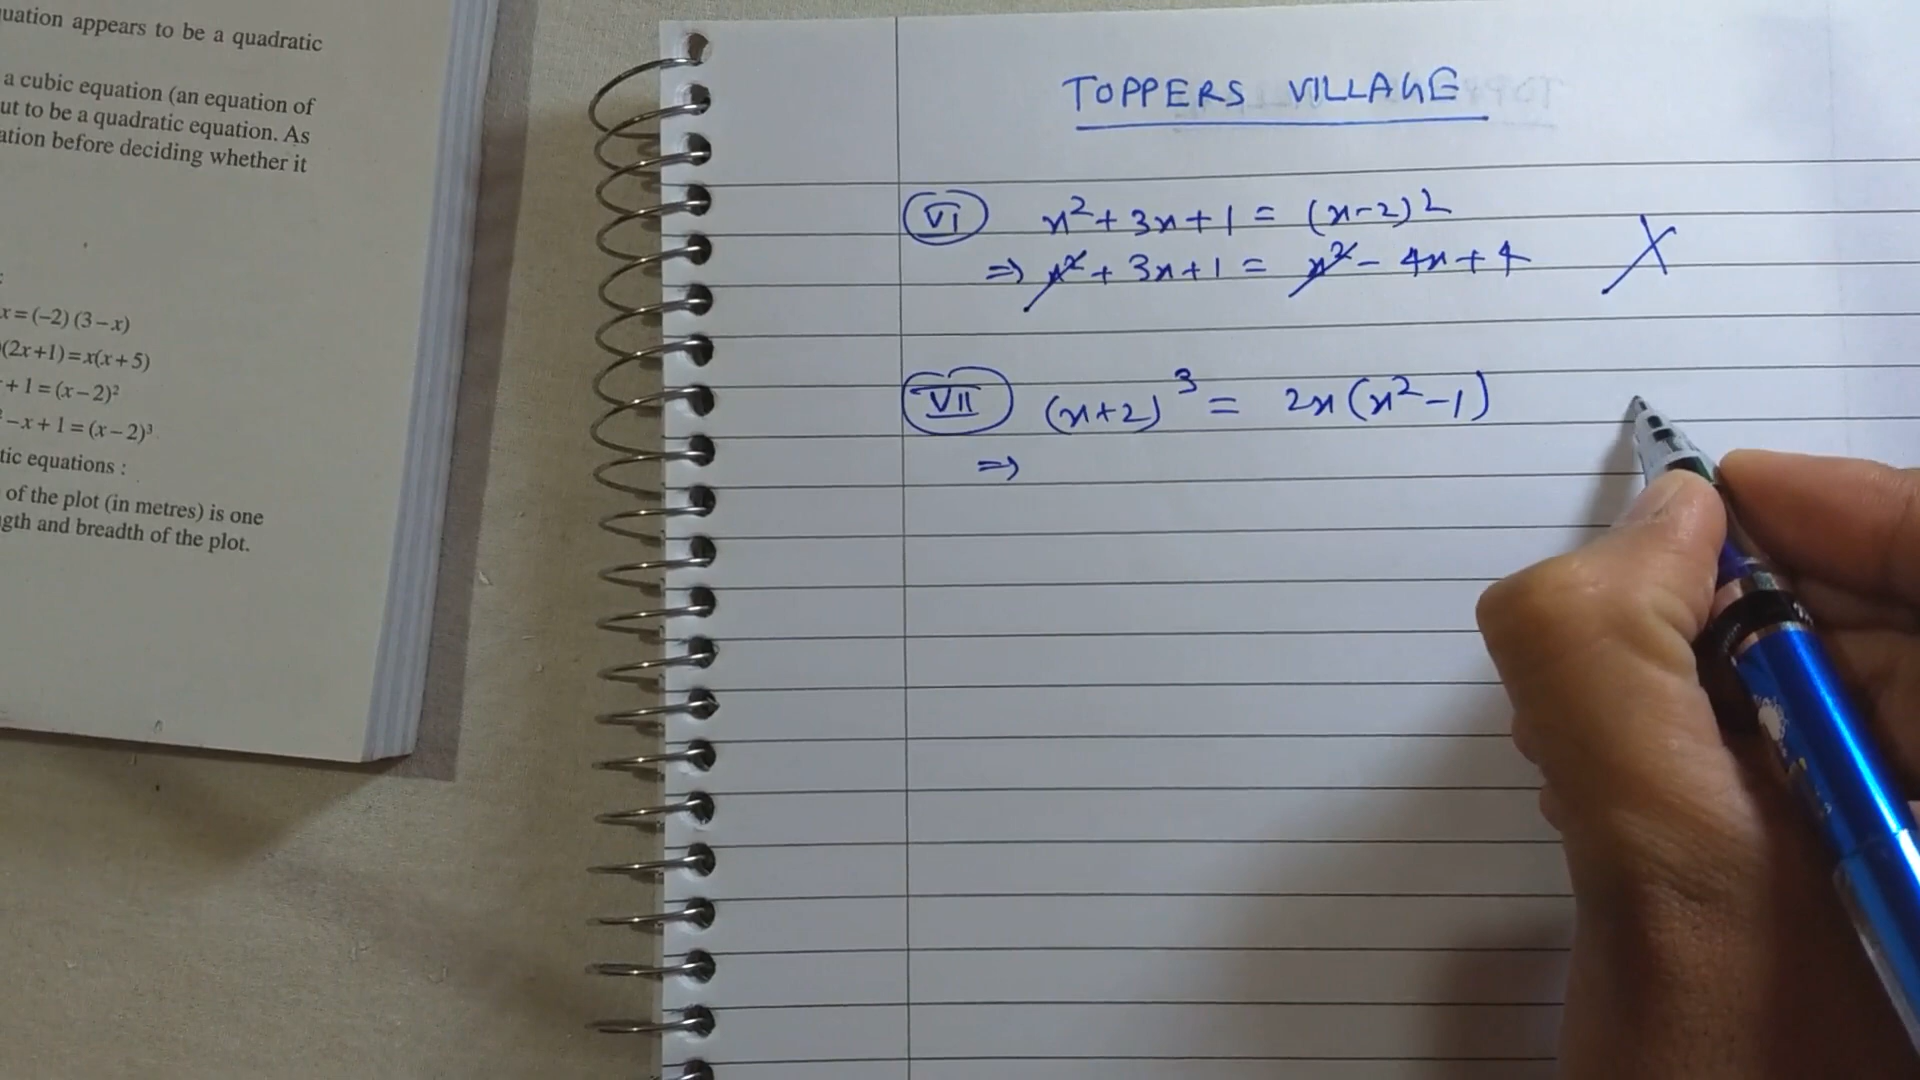 uation appears to be a quadratic
a cubic equation (an equation of
ut to be a quadratic equation. As
ation before deciding whether it
:
x = (–2) (3 – x)
(2x+1) = x(x + 5)
+ 1 = (x – 2)²
– x + 1 = (x – 2)³
tic equations :
of the plot (in metres) is one
gth and breadth of the plot.
TOPPERS VILLAGE
VI x² + 3x + 1 = (x-2)2
⇒ x² + 3x + 1 = x² - 4x + 4 X
VII (x+2)³ = 2x(x²-1)
⇒